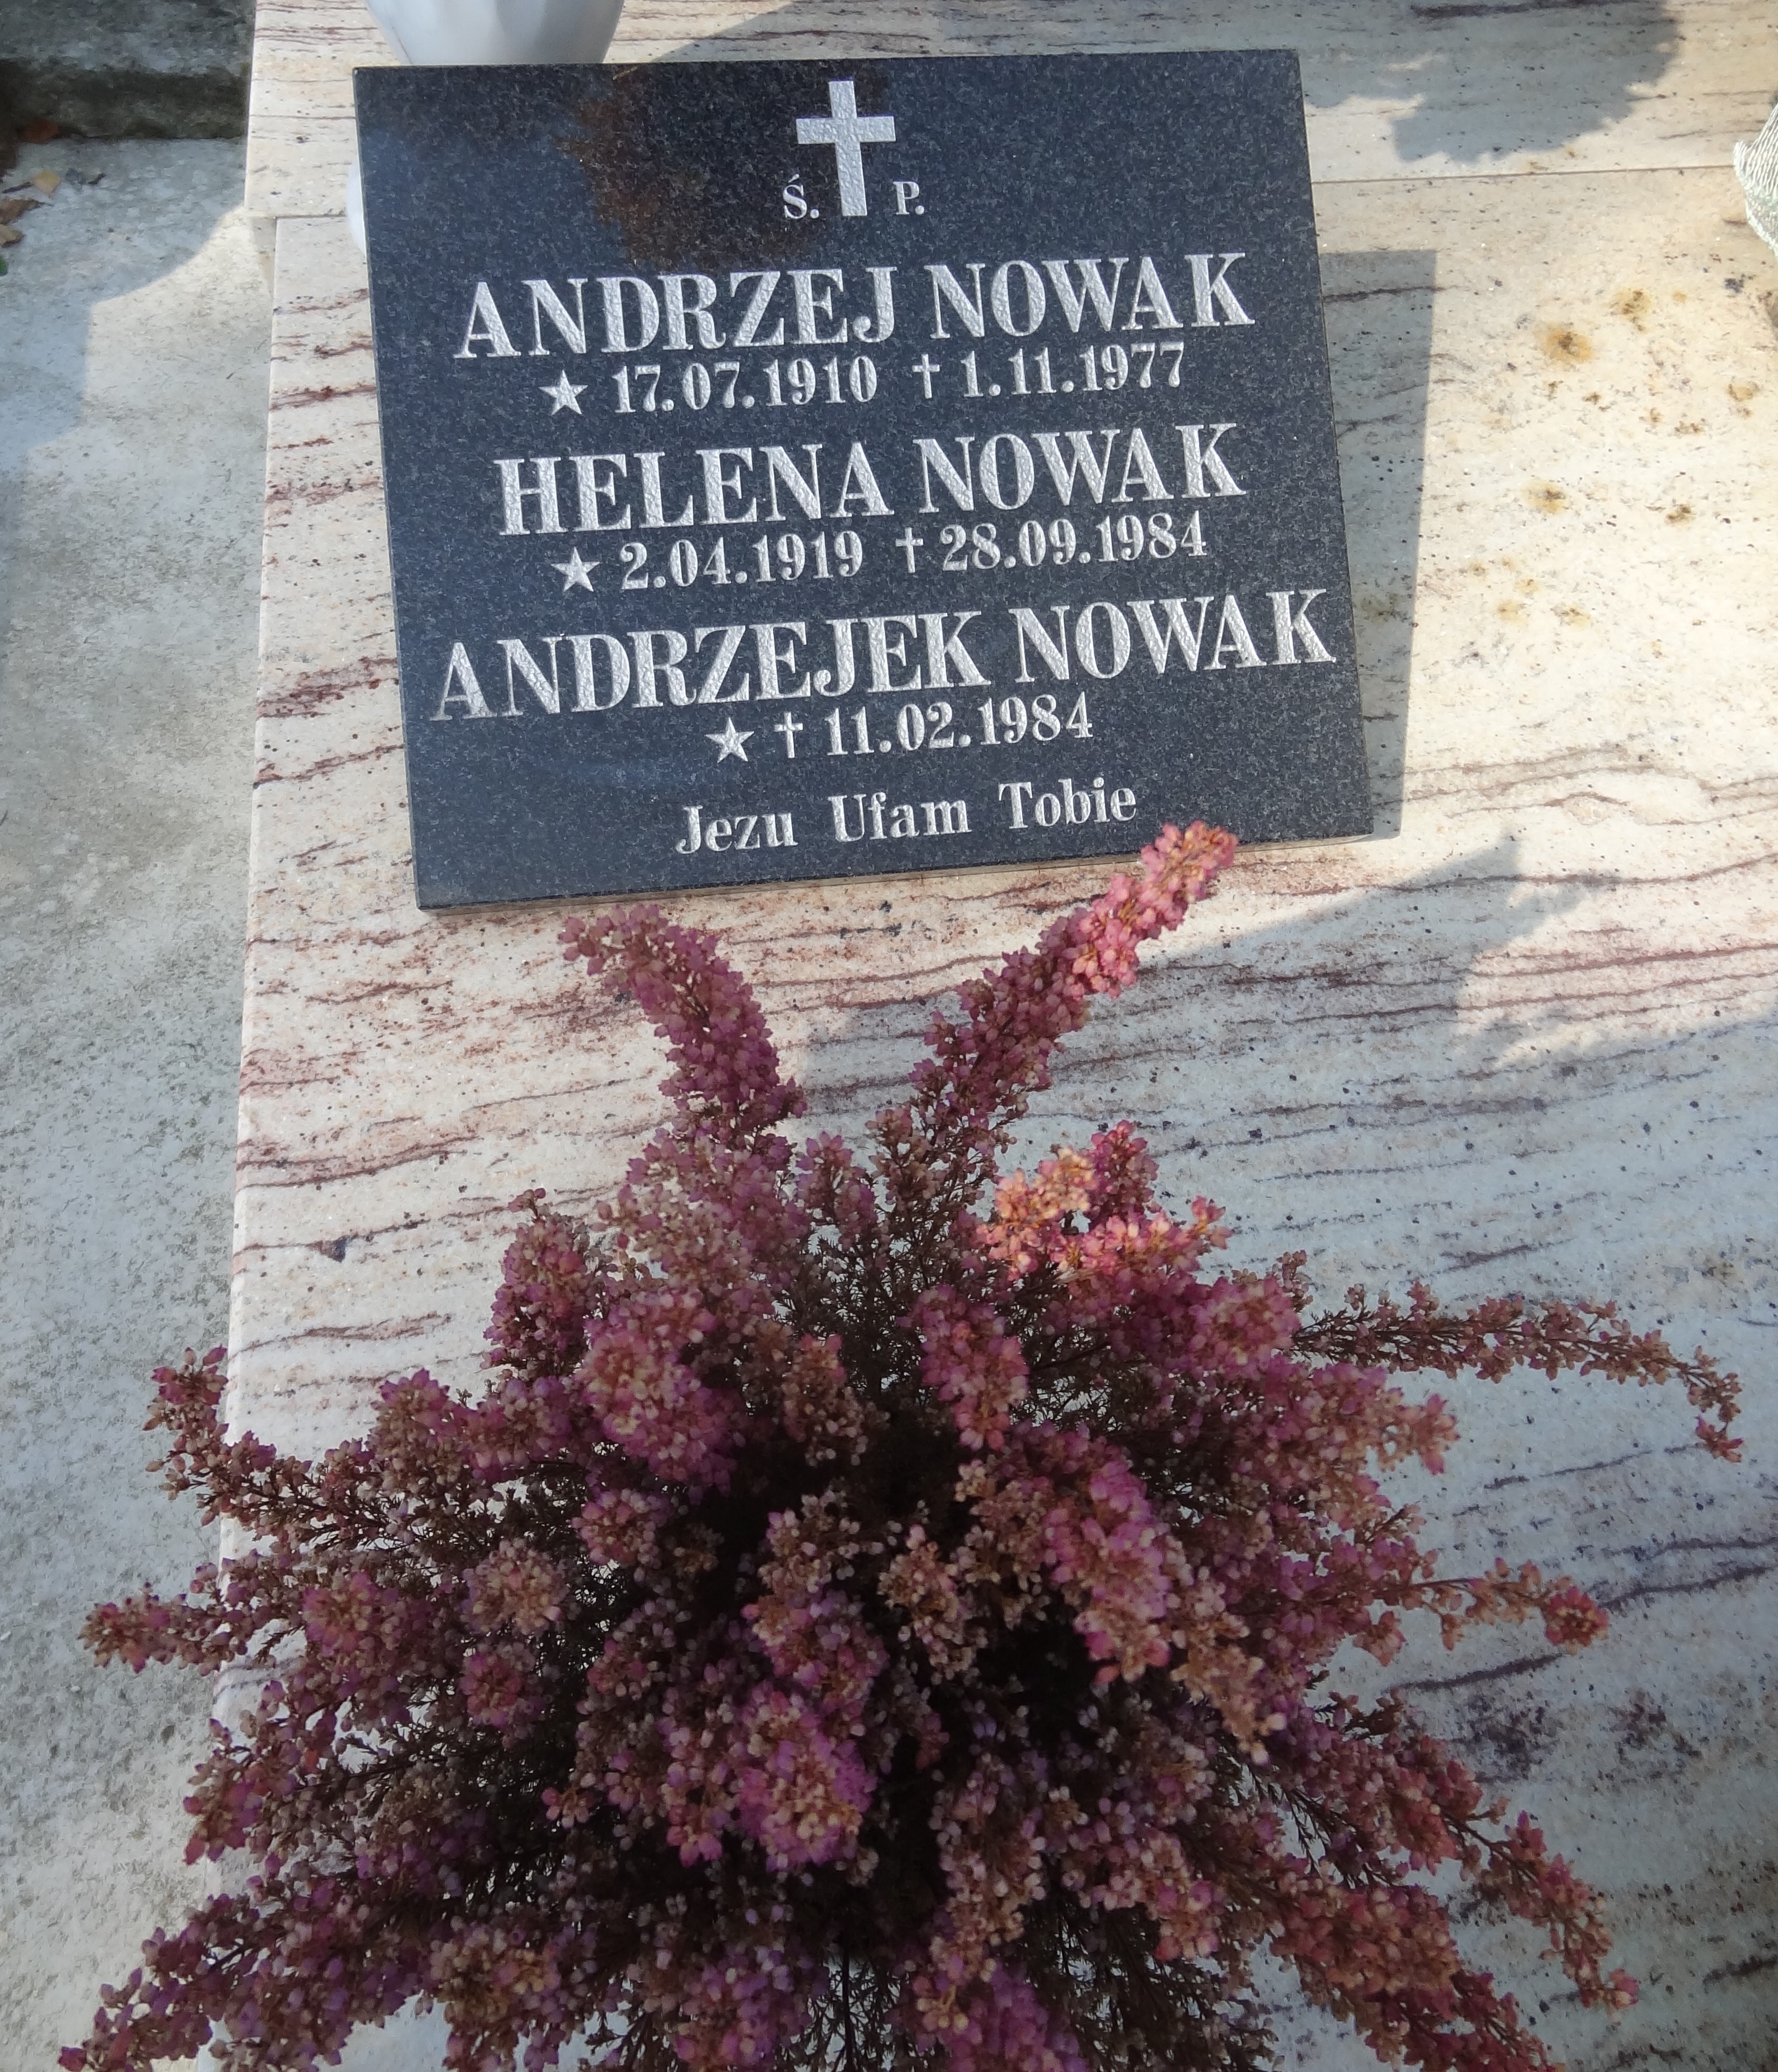 Ś. P.
ANDRZEJ NOWAK
★ 17.07.1910 † 1.11.1977
HELENA NOWAK
★ 2.04.1919 † 28.09.1984
ANDRZEJEK NOWAK
★ † 11.02.1984
Jezu Ufam Tobie